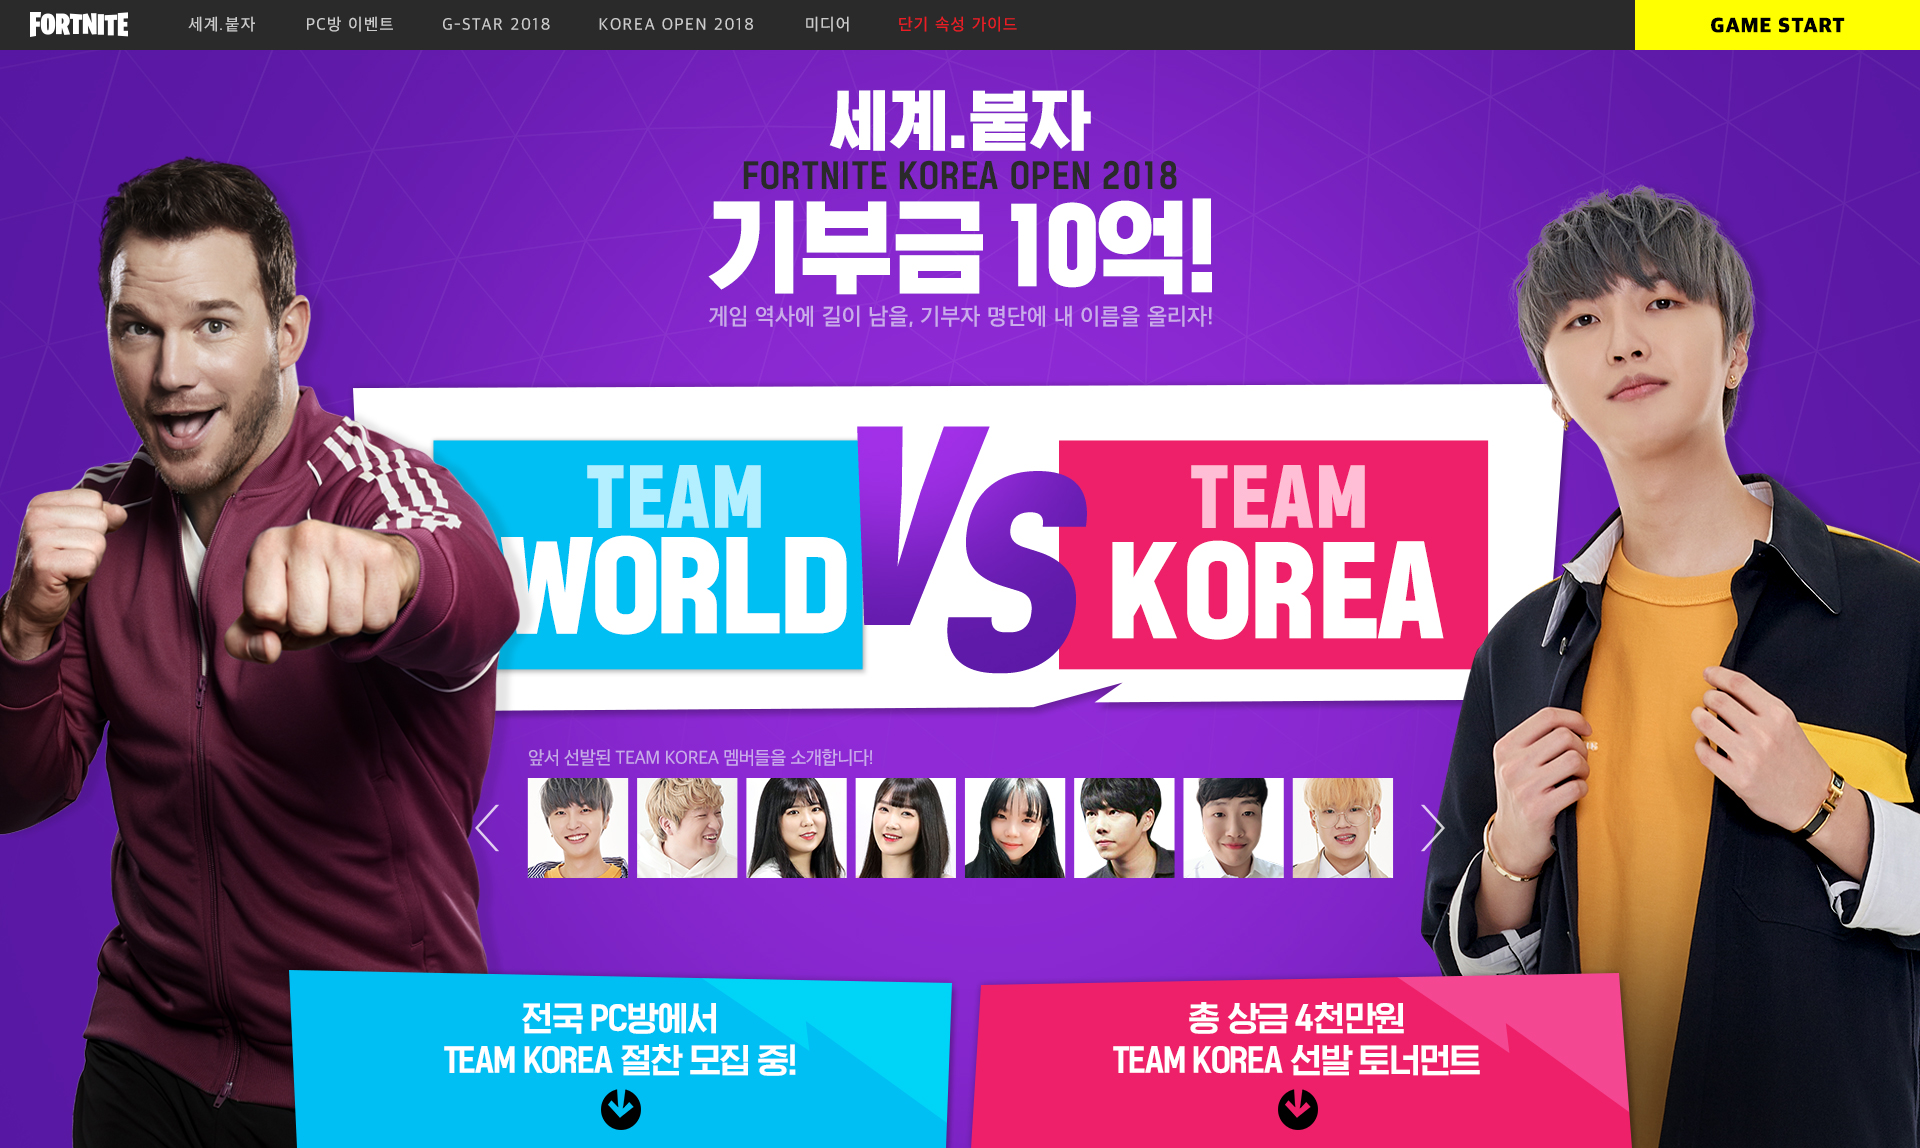 FORTNITE
세계.붙자
PC방 이벤트
G-STAR 2018
KOREA OPEN 2018
미디어
단기 속성 가이드
GAME START
세계.붙자
FORTNITE KOREA OPEN 2018
기부금 10억!
게임 역사에 길이 남을, 기부자 명단에 내 이름을 올리자!
TEAM
WORLD
VS
TEAM
KOREA
앞서 선발된 TEAM KOREA 멤버들을 소개합니다!
전국 PC방에서
TEAM KOREA 절찬 모집 중!
총 상금 4천만원
TEAM KOREA 선발 토너먼트